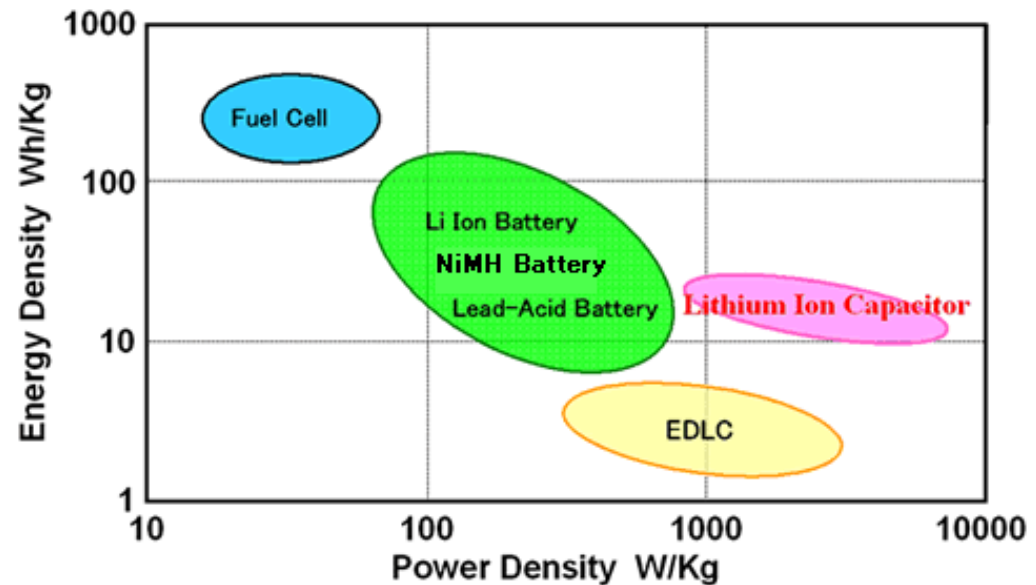 1000
Fuel Cell
100
Li Ion Battery
NiMH Battery
Lead-Acid Battery
Lithium Ion Capacitor
10
EDLC
1
10
100
1000
10000
Energy Density Wh/Kg
Power Density W/Kg